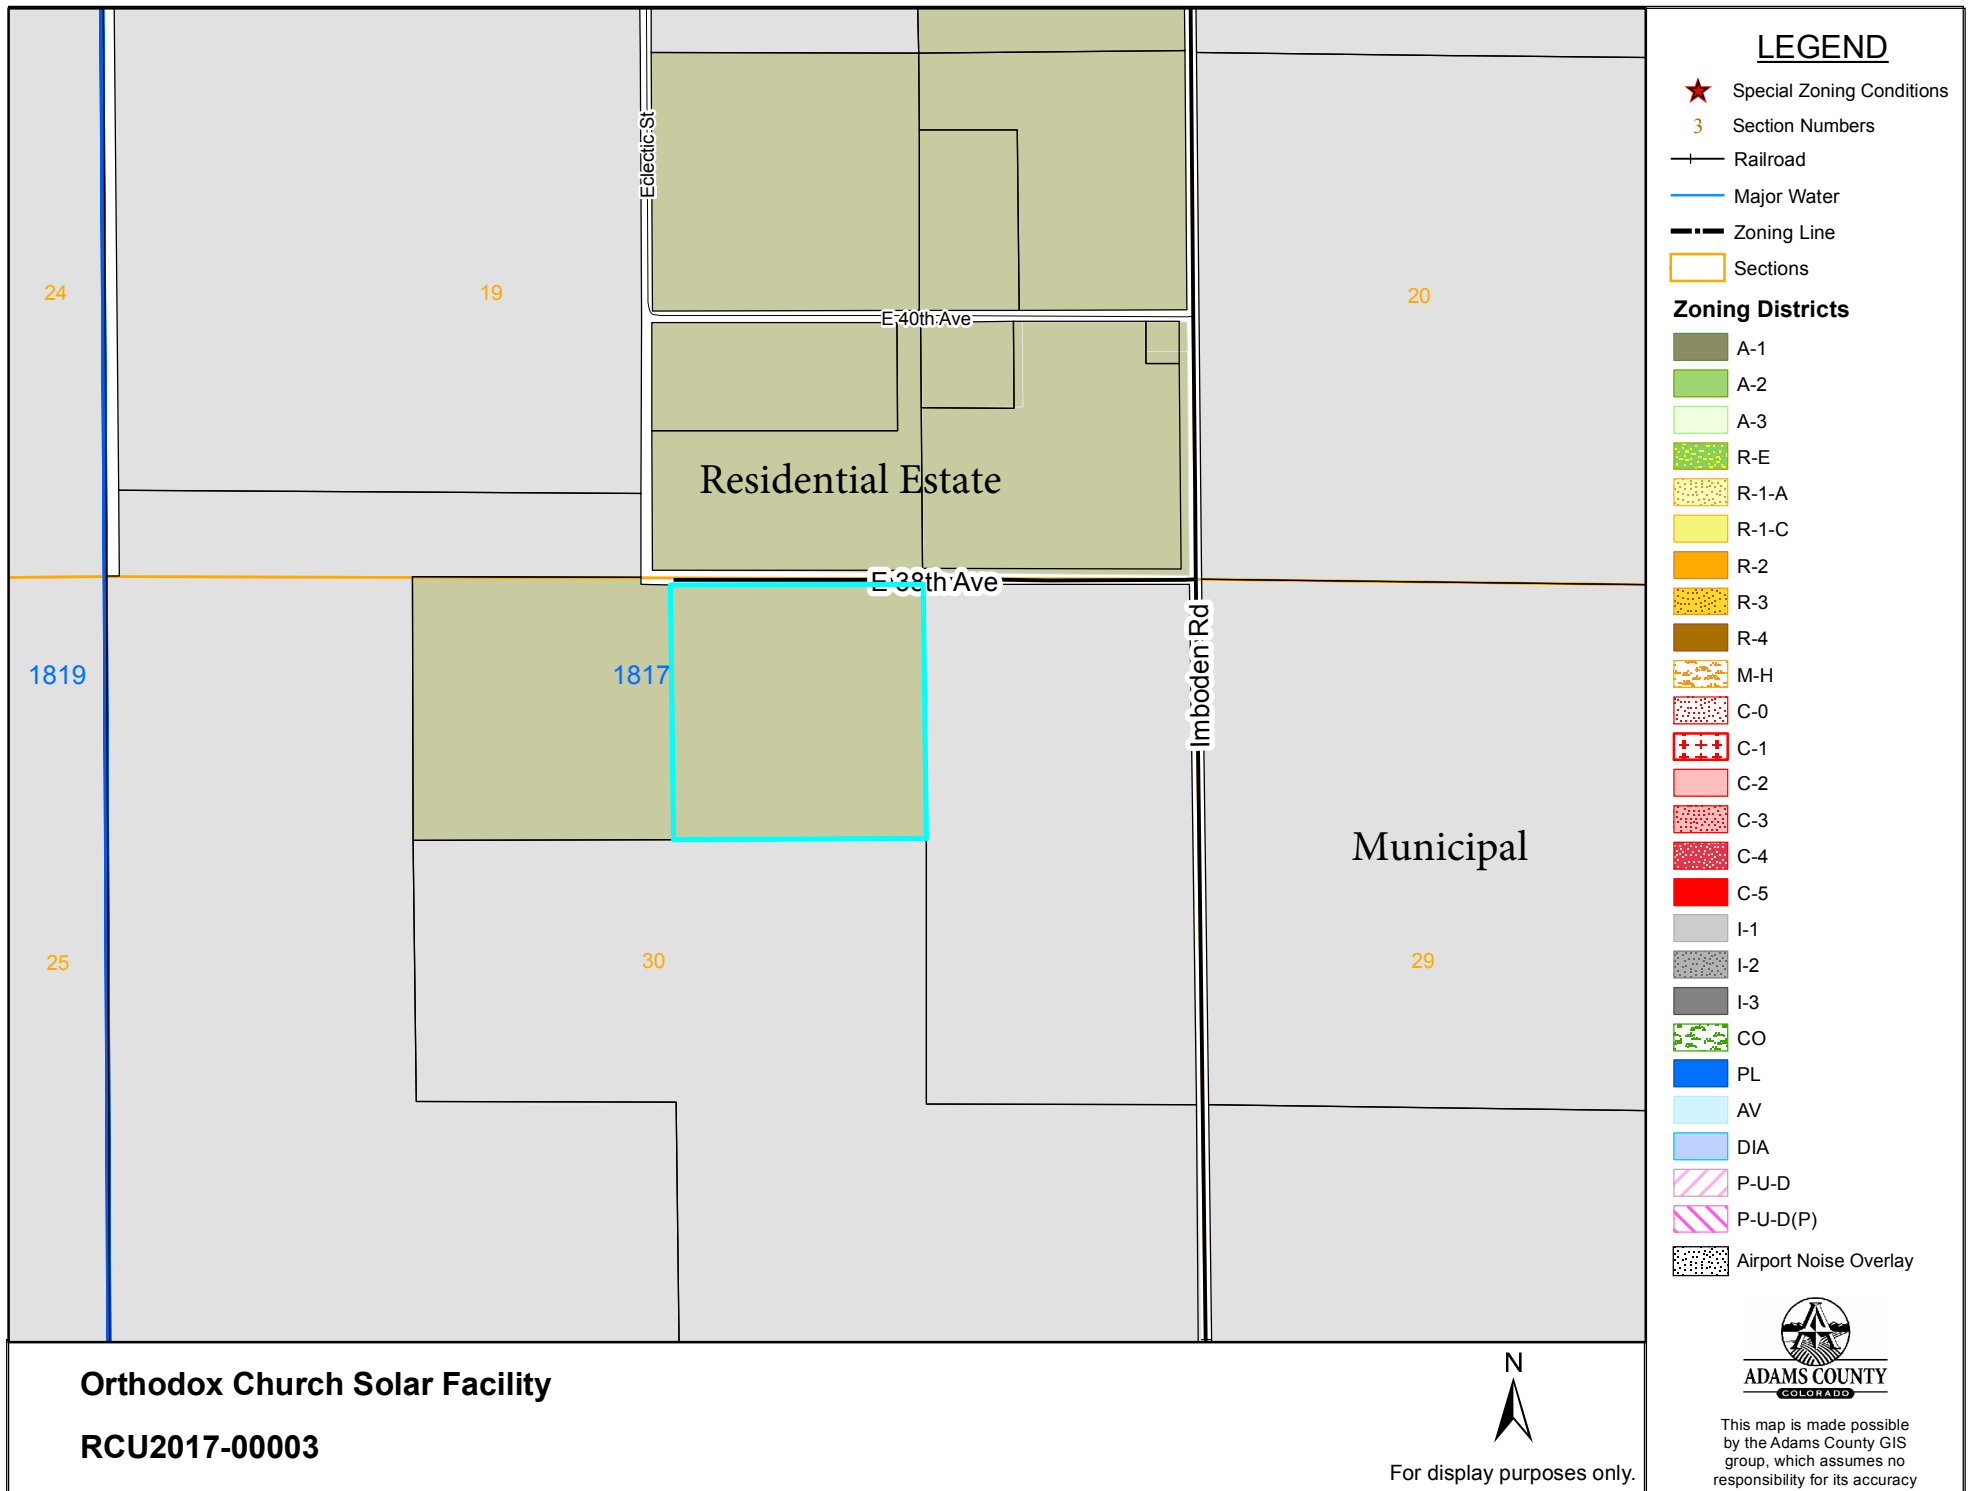 Eclectic St
24
19
20
E 40th Ave
Residential Estate
E 38th Ave
Imboden Rd
1819
1817
Municipal
25
30
29
LEGEND
Special Zoning Conditions
3 Section Numbers
Railroad
Major Water
Zoning Line
Sections
Zoning Districts
A-1
A-2
A-3
R-E
R-1-A
R-1-C
R-2
R-3
R-4
M-H
C-0
C-1
C-2
C-3
C-4
C-5
I-1
I-2
I-3
CO
PL
AV
DIA
P-U-D
P-U-D(P)
Airport Noise Overlay
ADAMS COUNTY
COLORADO
This map is made possible
by the Adams County GIS
group, which assumes no
responsibility for its accuracy
Orthodox Church Solar Facility
RCU2017-00003
N
For display purposes only.